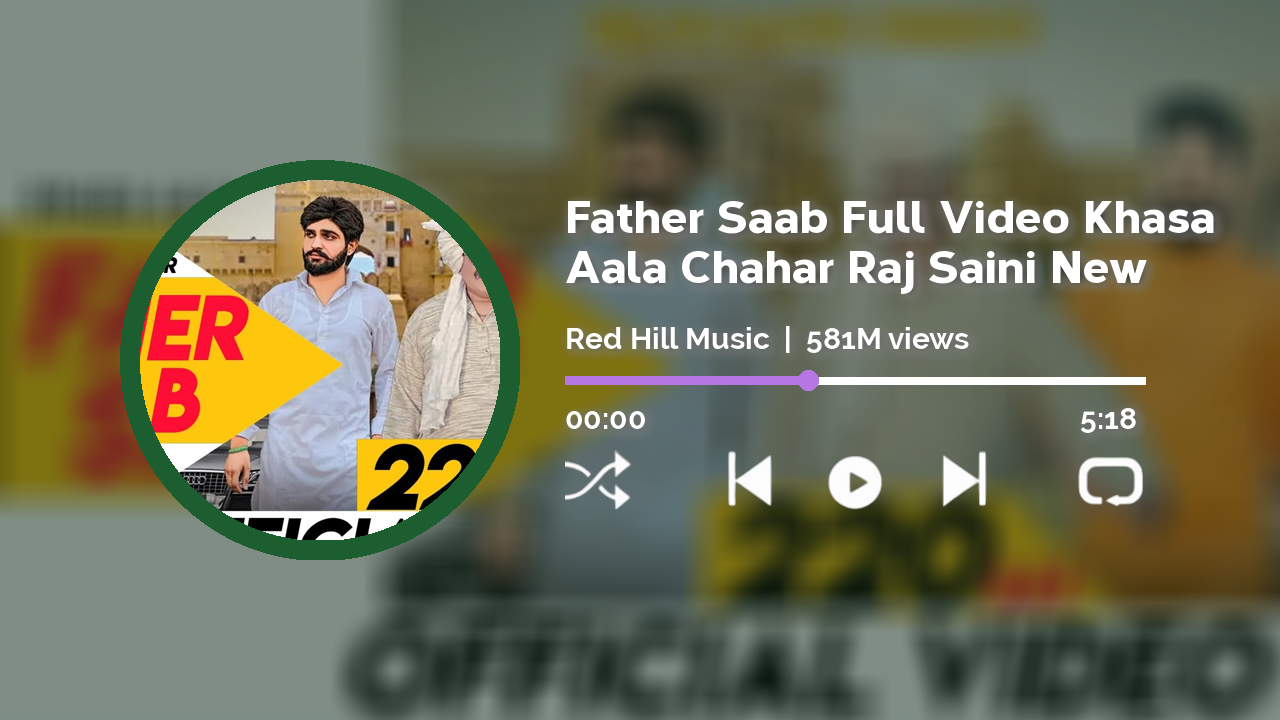 Father Saab Full Video Khasa
Aala Chahar Raj Saini New
Red Hill Music | 581M views
00:00
5:18
ER
B
22
220
OFFICIAL VIDEO